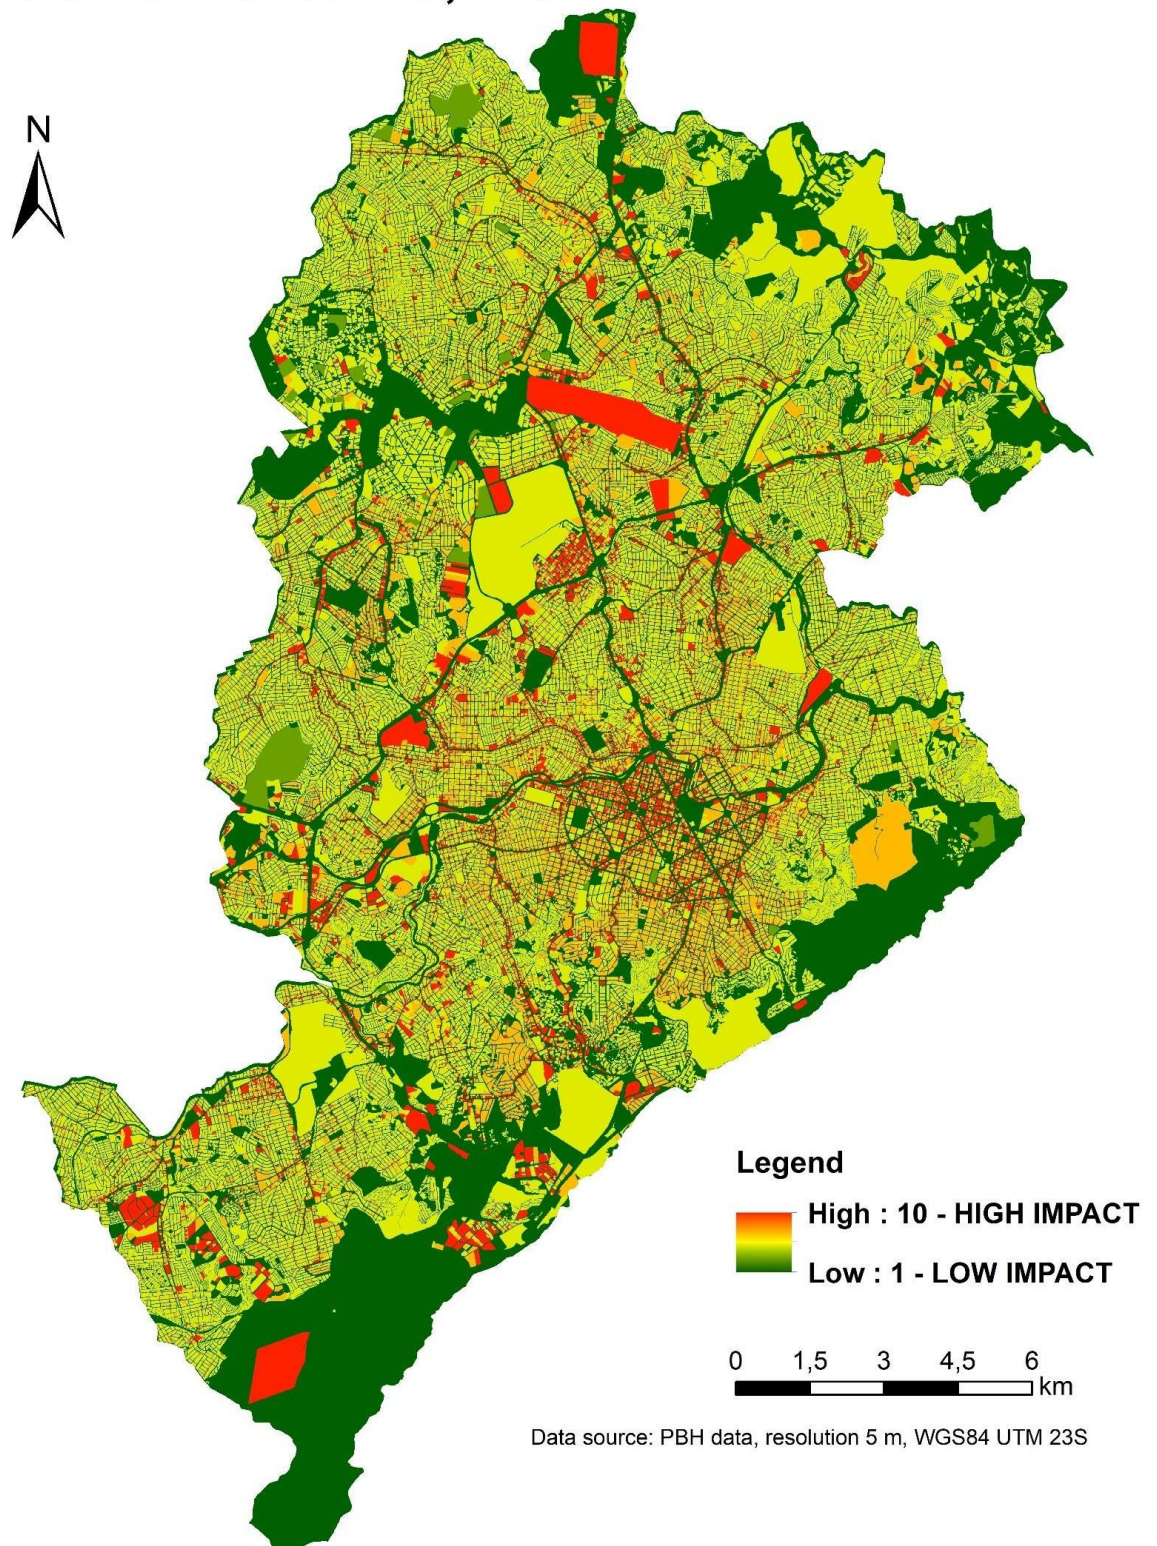 N
Legend
High : 10 - HIGH IMPACT
Low : 1 - LOW IMPACT
0 1,5 3 4,5 6
km
Data source: PBH data, resolution 5 m, WGS84 UTM 23S